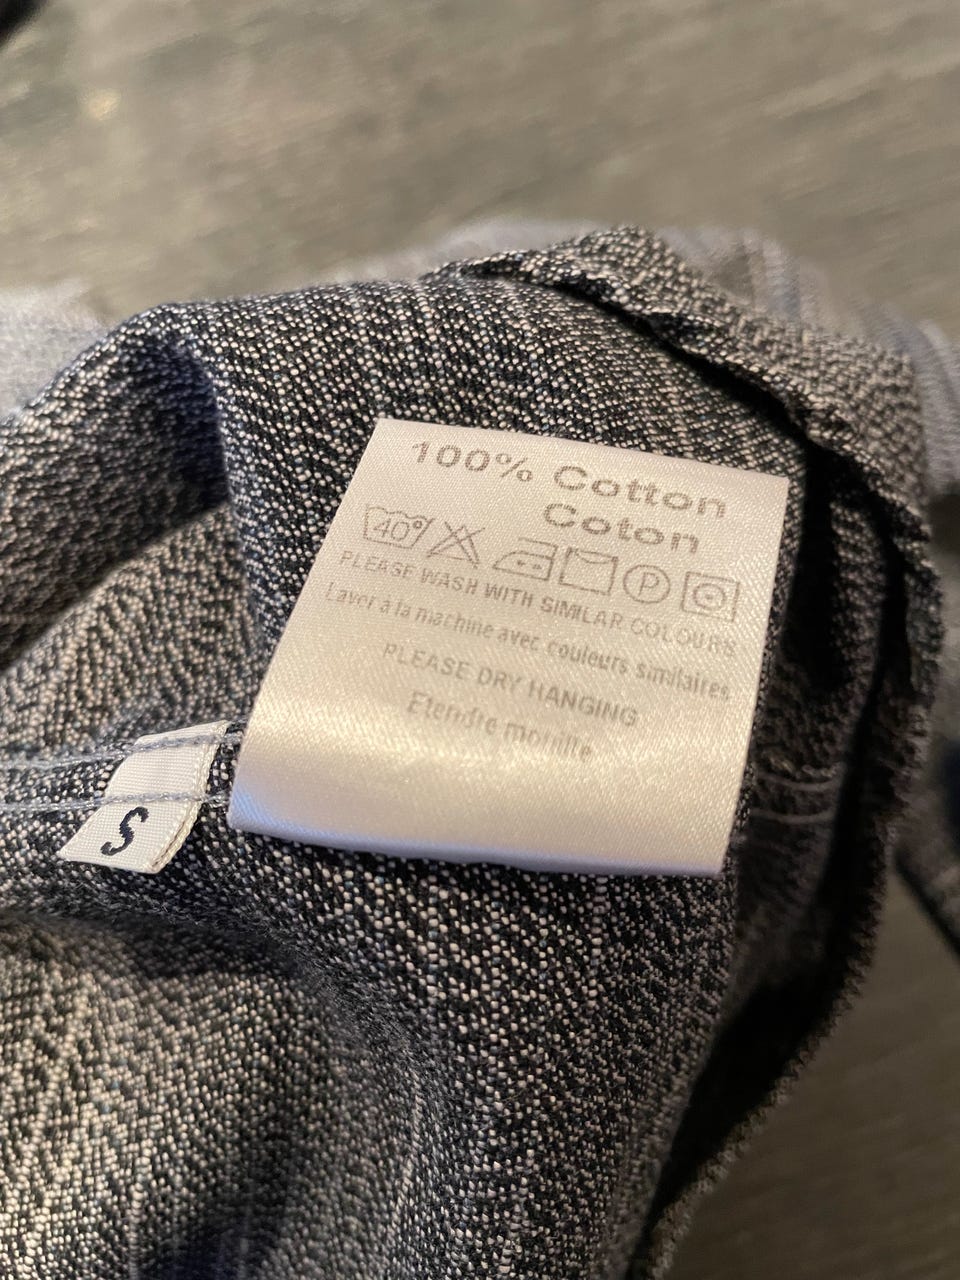 100% Cotton
Coton
40° P
PLEASE WASH WITH SIMILAR COLOURS
Laver à la machine avec couleurs similaires
PLEASE DRY HANGING
Etendre mouille
S